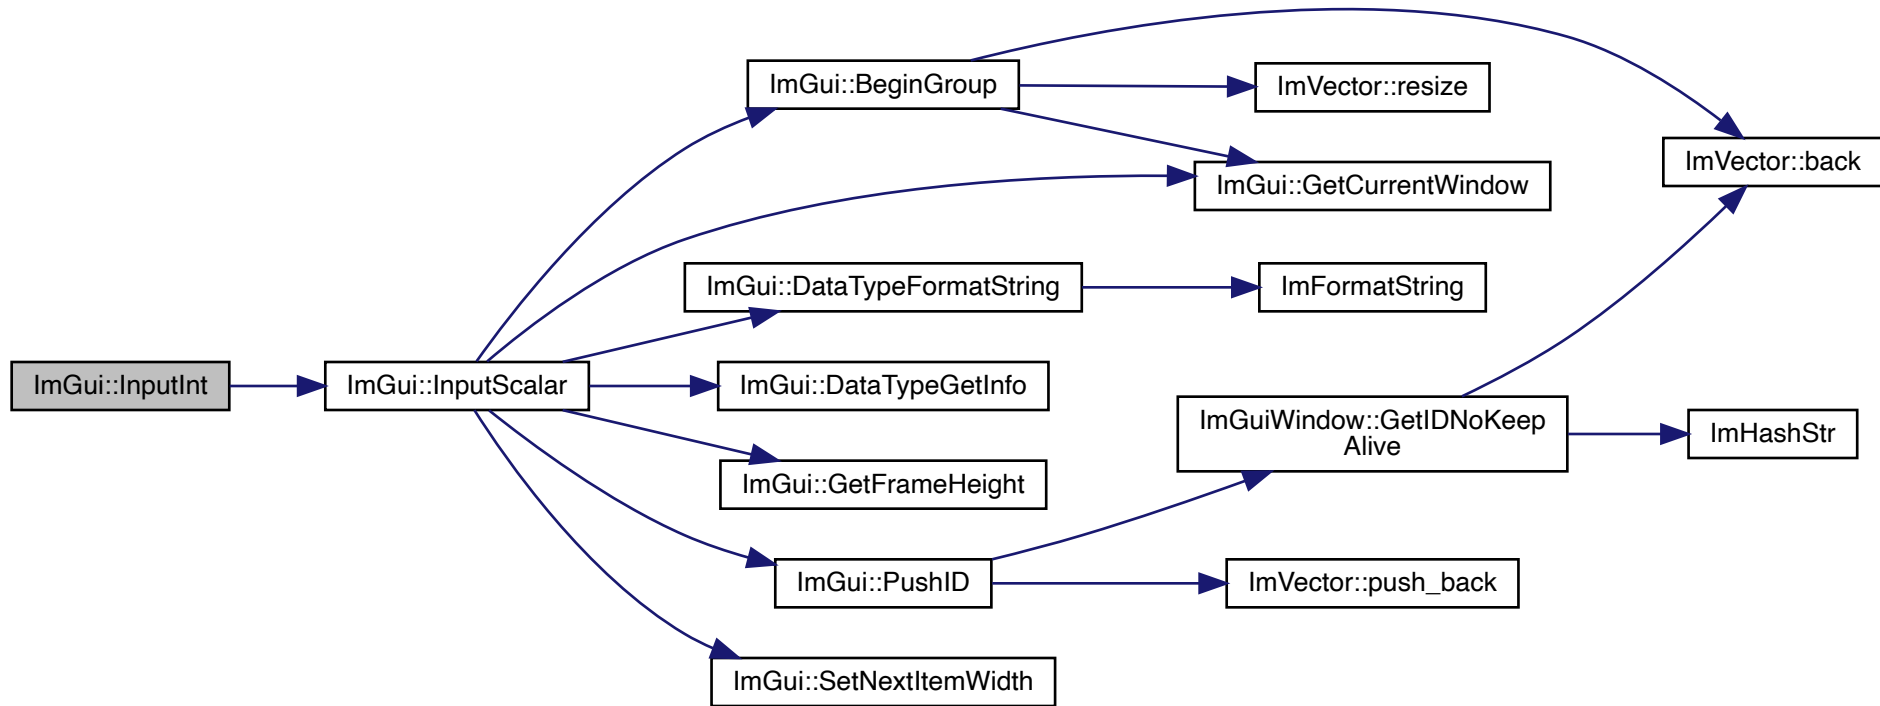 ImGui::InputInt
ImGui::InputScalar
ImGui::BeginGroup
ImGui::DataTypeFormatString
ImGui::DataTypeGetInfo
ImGui::GetFrameHeight
ImGui::PushID
ImGui::SetNextItemWidth
ImVector::resize
ImGui::GetCurrentWindow
ImFormatString
ImGuiWindow::GetIDNoKeep
Alive
ImVector::push_back
ImVector::back
ImHashStr